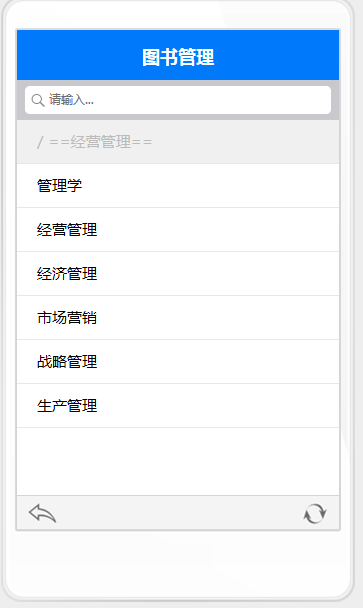 图书管理
请输入...
/ ==经营管理==
管理学
经营管理
经济管理
市场营销
战略管理
生产管理